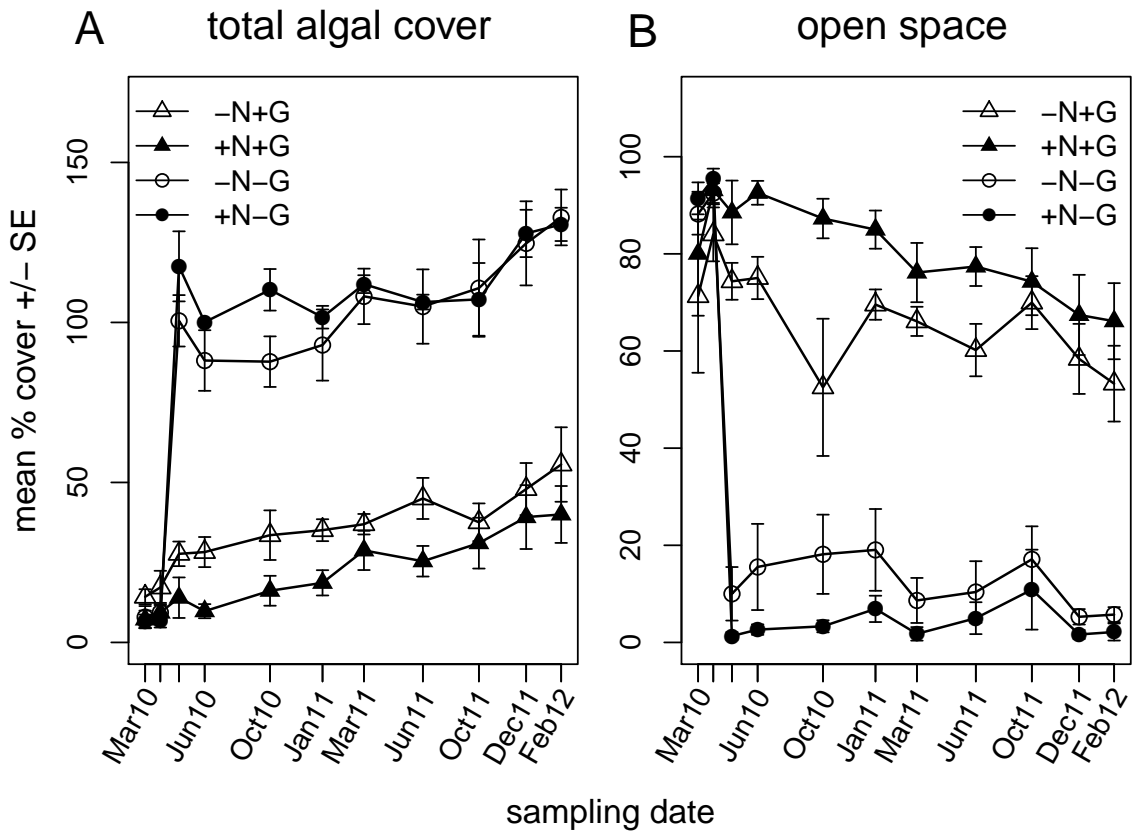 A
total algal cover
−N+G
+N+G
−N−G
+N−G
0
50
100
150
mean % cover +/− SE
Mar10
Jun10
Oct10
Jan11
Mar11
Jun11
Oct11
Dec11
Feb12
B
open space
−N+G
+N+G
−N−G
+N−G
0
20
40
60
80
100
Mar10
Jun10
Oct10
Jan11
Mar11
Jun11
Oct11
Dec11
Feb12
sampling date